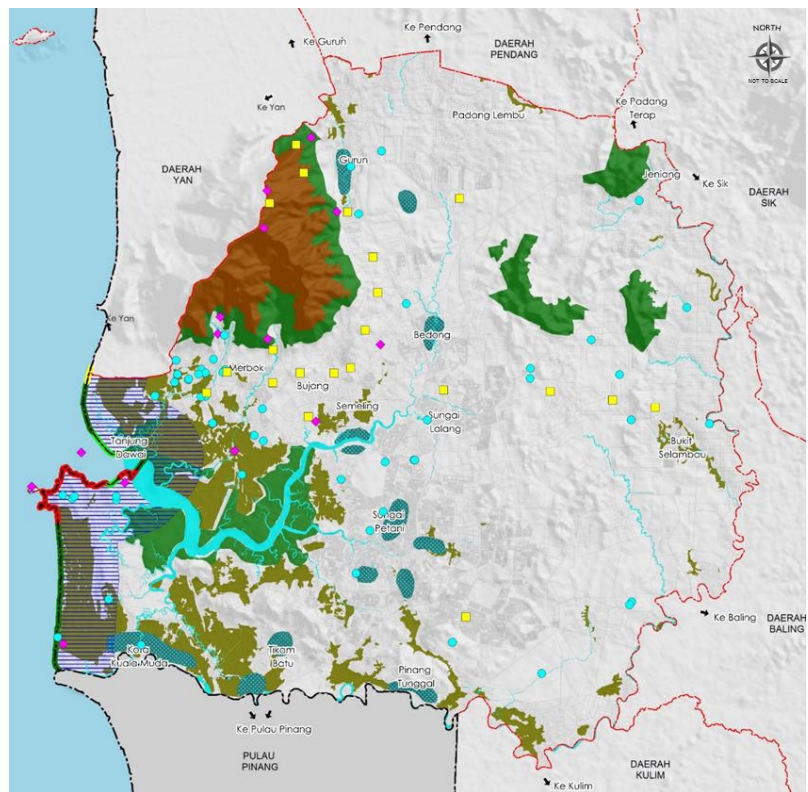 Ke Pendang
Ke Guruh
DAERAH
PENDANG
NORTH
NOT TO SCALE
Ke Yan
Padang Lembu
Ke Padang
Terap
DAERAH
YAN
Gurun
Jeniang
Ke Sik
DAERAH
SIK
Ke Yan
Bedong
Merbok
Bujang
Semeling
Sungai
Lalang
Tanjung
Dawai
Bukit
Selambau
Sungai
Petani
Ke Baling
DAERAH
BALING
Kota
Kuala Muda
Tikam
Batu
Pinang
Tunggal
Ke Pulau Pinang
PULAU
PINANG
DAERAH
KULIM
Ke Kulim